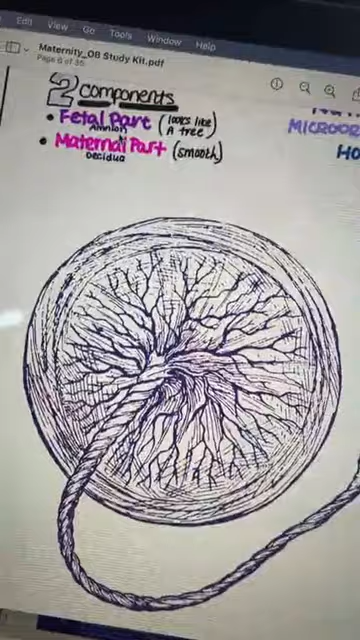 Edit View Go Tools Window Help
Maternity_OB Study Kit.pdf
2 components
• Fetal Part (looks like A tree)
Amnion
• Maternal Part (smooth)
Decidua
MICROOR
HO